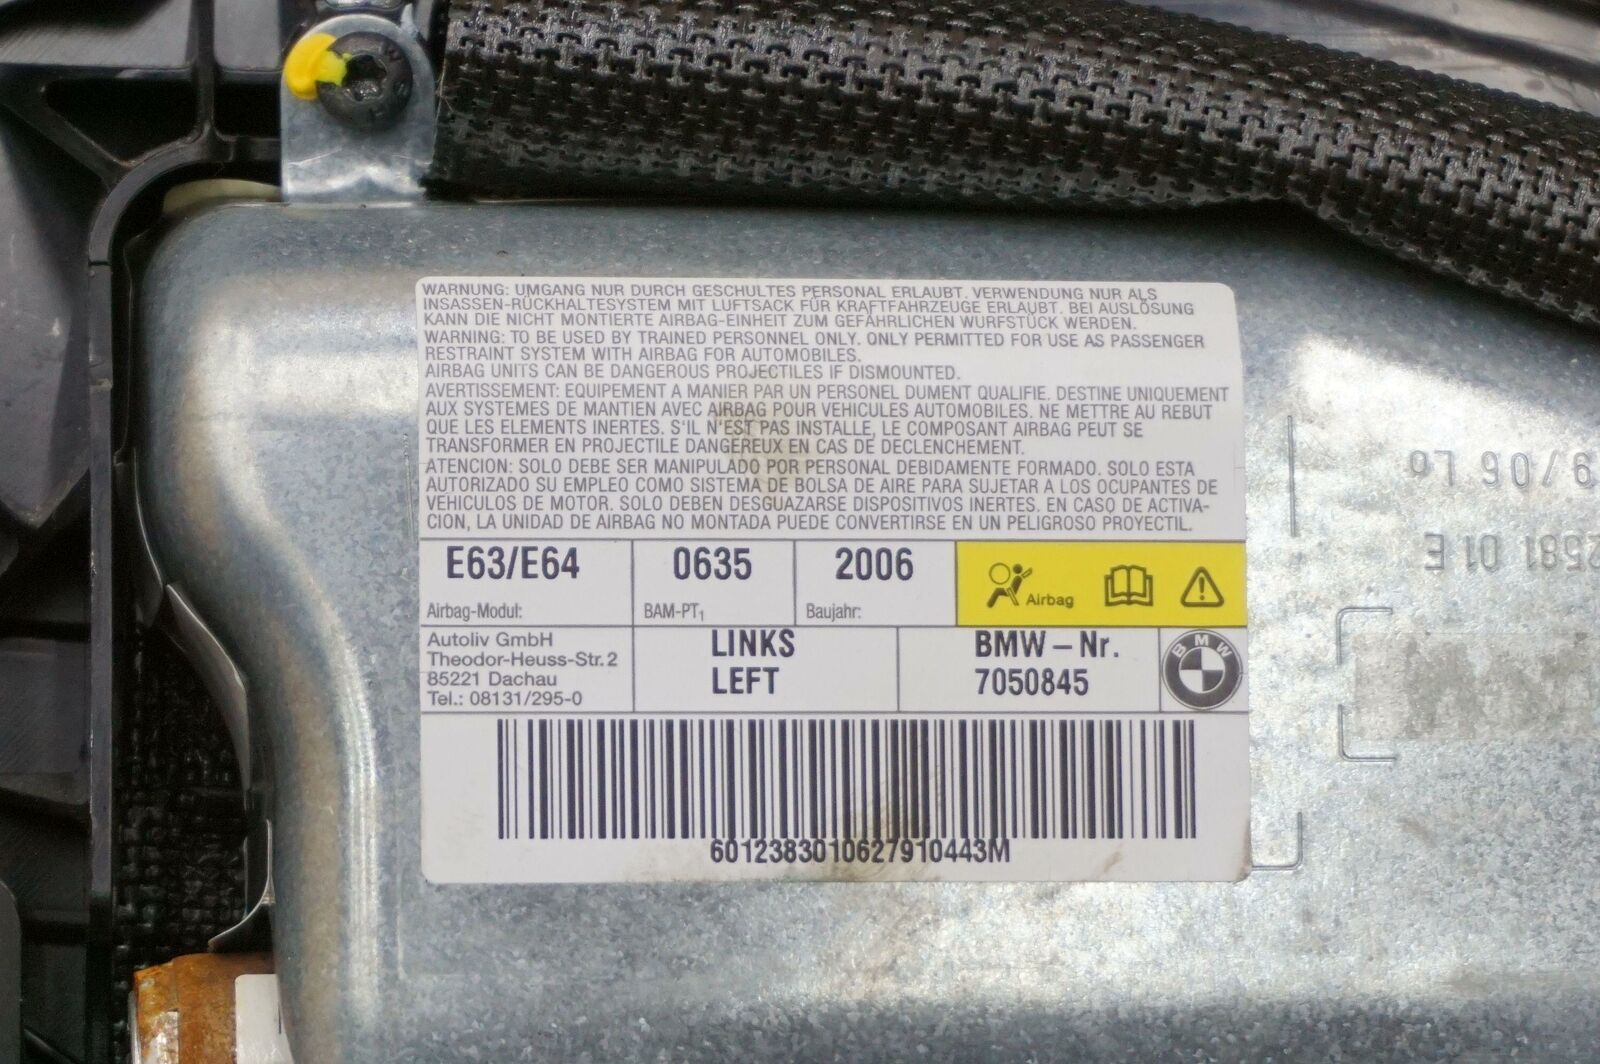 WARNUNG: UMGANG NUR DURCH GESCHULTES PERSONAL ERLAUBT. VERWENDUNG NUR ALS
INSASSEN-RÜCKHALTESYSTEM MIT LUFTSACK FÜR KRAFTFAHRZEUGE ERLAUBT. BEI AUSLÖSUNG
KANN DIE NICHT MONTIERTE AIRBAG-EINHEIT ZUM GEFÄHRLICHEN WURFSTÜCK WERDEN.
WARNING: TO BE USED BY TRAINED PERSONNEL ONLY. ONLY PERMITTED FOR USE AS PASSENGER
RESTRAINT SYSTEM WITH AIRBAG FOR AUTOMOBILES.
AIRBAG UNITS CAN BE DANGEROUS PROJECTILES IF DISMOUNTED.
AVERTISSEMENT: EQUIPEMENT A MANIER PAR UN PERSONEL DUMENT QUALIFIE. DESTINE UNIQUEMENT
AUX SYSTEMES DE MANTIEN AVEC AIRBAG POUR VEHICULES AUTOMOBILES. NE METTRE AU REBUT
QUE LES ELEMENTS INERTES. S'IL N'EST PAS INSTALLE, LE COMPOSANT AIRBAG PEUT SE
TRANSFORMER EN PROJECTILE DANGEREUX EN CAS DE DECLENCHEMENT.
ATENCION: SOLO DEBE SER MANIPULADO POR PERSONAL DEBIDAMENTE FORMADO. SOLO ESTA
AUTORIZADO SU EMPLEO COMO SISTEMA DE BOLSA DE AIRE PARA SUJETAR A LOS OCUPANTES DE
VEHICULOS DE MOTOR. SOLO DEBEN DESGUAZARSE DISPOSITIVOS INERTES. EN CASO DE ACTIVA-
CION, LA UNIDAD DE AIRBAG NO MONTADA PUEDE CONVERTIRSE EN UN PELIGROSO PROYECTIL.
E63/E64 0635 2006
Airbag
Airbag-Modul: BAM-PT1 Baujahr:
Autoliv GmbH
Theodor-Heuss-Str. 2
85221 Dachau
Tel.: 08131/295-0
LINKS
LEFT
BMW – Nr.
7050845
BMW
6012383010627910443M
9/06 Lo
2581 01 E